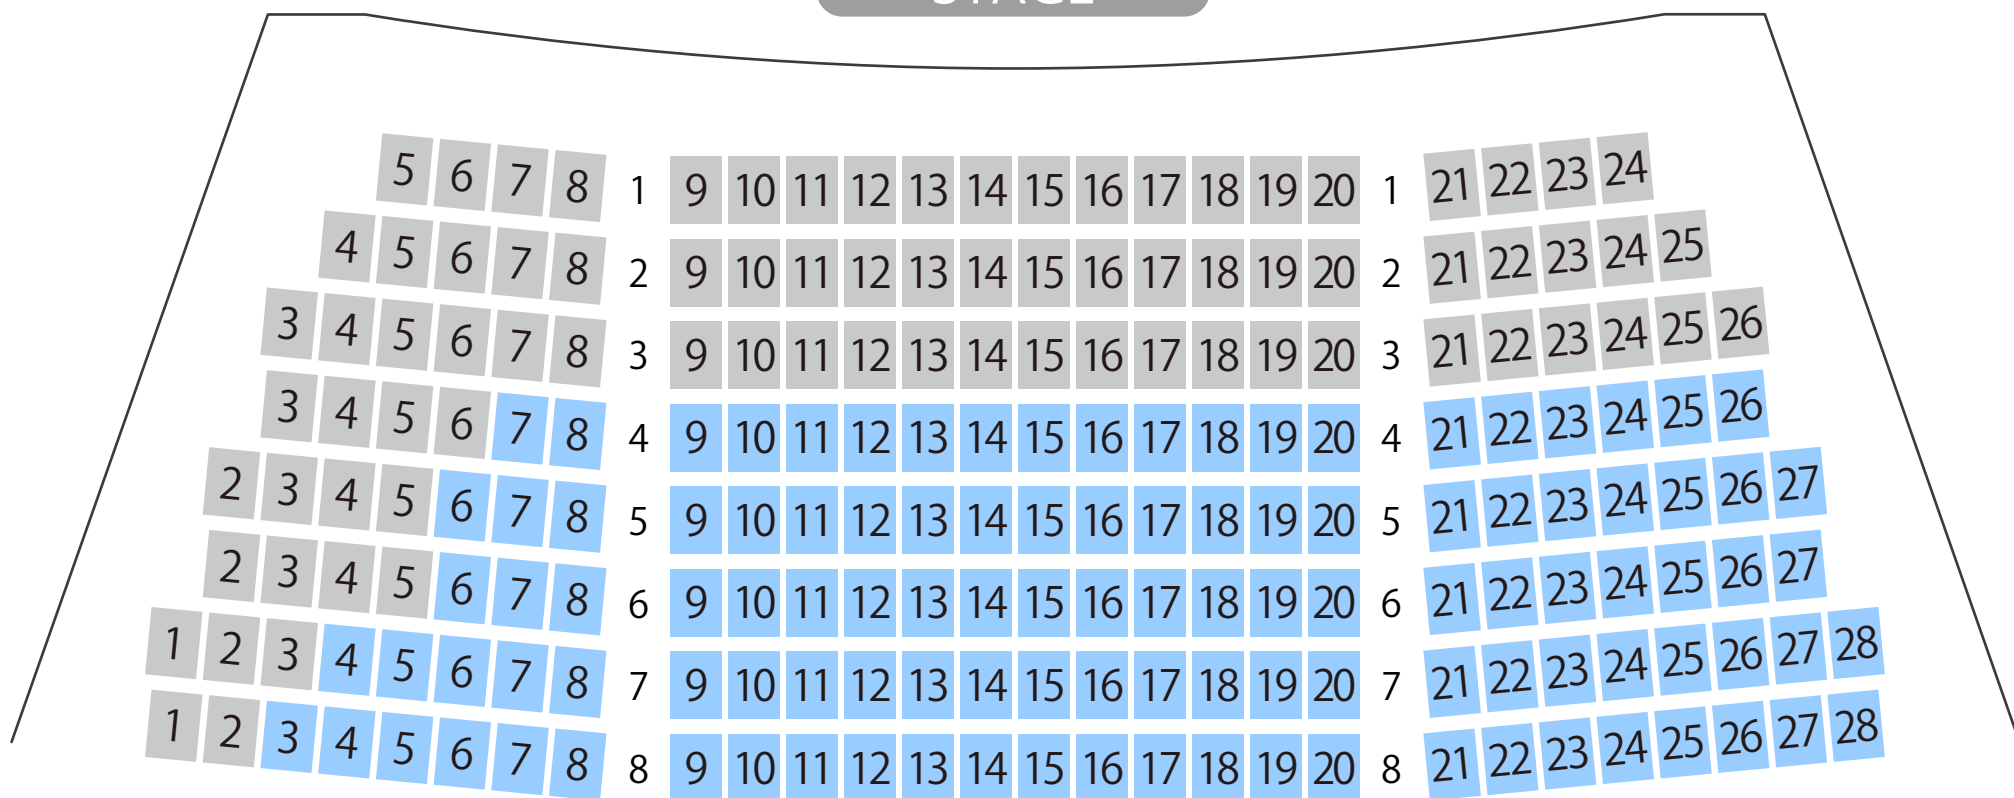 STAGE
5 6 7 8 1 9 10 11 12 13 14 15 16 17 18 19 20 1 21 22 23 24
4 5 6 7 8 2 9 10 11 12 13 14 15 16 17 18 19 20 2 21 22 23 24 25
3 4 5 6 7 8 3 9 10 11 12 13 14 15 16 17 18 19 20 3 21 22 23 24 25 26
3 4 5 6 7 8 4 9 10 11 12 13 14 15 16 17 18 19 20 4 21 22 23 24 25 26
2 3 4 5 6 7 8 5 9 10 11 12 13 14 15 16 17 18 19 20 5 21 22 23 24 25 26 27
2 3 4 5 6 7 8 6 9 10 11 12 13 14 15 16 17 18 19 20 6 21 22 23 24 25 26 27
1 2 3 4 5 6 7 8 7 9 10 11 12 13 14 15 16 17 18 19 20 7 21 22 23 24 25 26 27 28
1 2 3 4 5 6 7 8 8 9 10 11 12 13 14 15 16 17 18 19 20 8 21 22 23 24 25 26 27 28